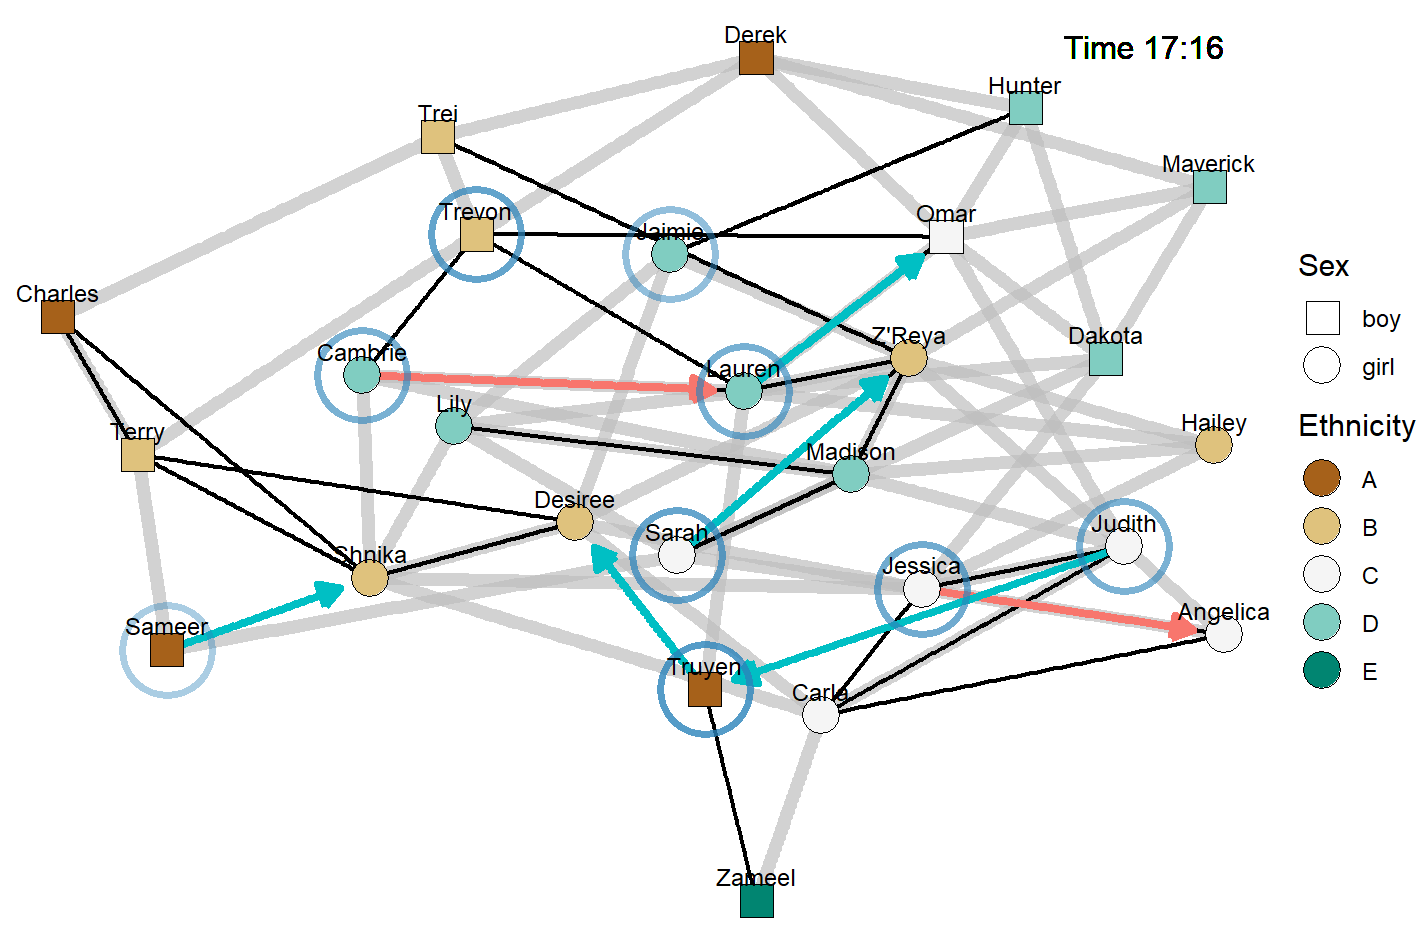 Derek
Time 17:16
Hunter
Trei
Maverick
Trevon
Omar
Jaimie
Sex
Charles
boy
Z'Reya
Dakota
Cambrie
Lauren
girl
Lily
Hailey
Ethnicity
Terry
Madison
A
Desiree
B
Sarah
Judith
Shnika
Jessica
C
Angelica
Sameer
D
Truyen
E
Carla
Zameel